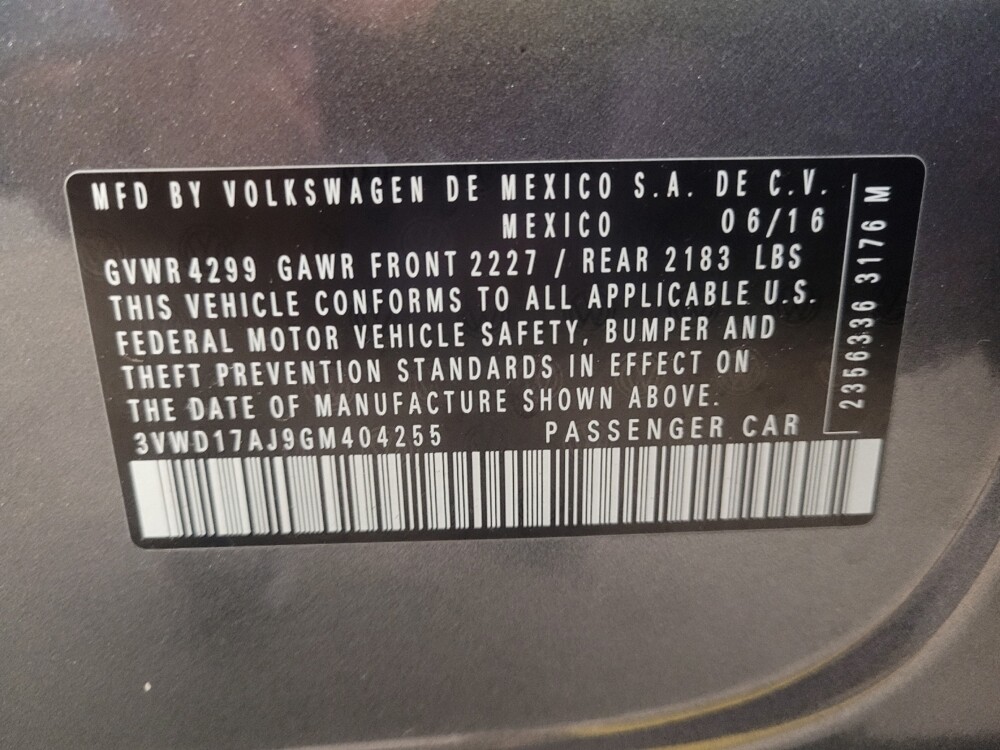 MFD BY VOLKSWAGEN DE MEXICO S.A. DE C.V.
MEXICO 06/16
GVWR 4299 GAWR FRONT 2227 / REAR 2183 LBS
THIS VEHICLE CONFORMS TO ALL APPLICABLE U.S.
FEDERAL MOTOR VEHICLE SAFETY, BUMPER AND
THEFT PREVENTION STANDARDS IN EFFECT ON
THE DATE OF MANUFACTURE SHOWN ABOVE.
3VWD17AJ9GM404255 PASSENGER CAR
2356336 3176 M